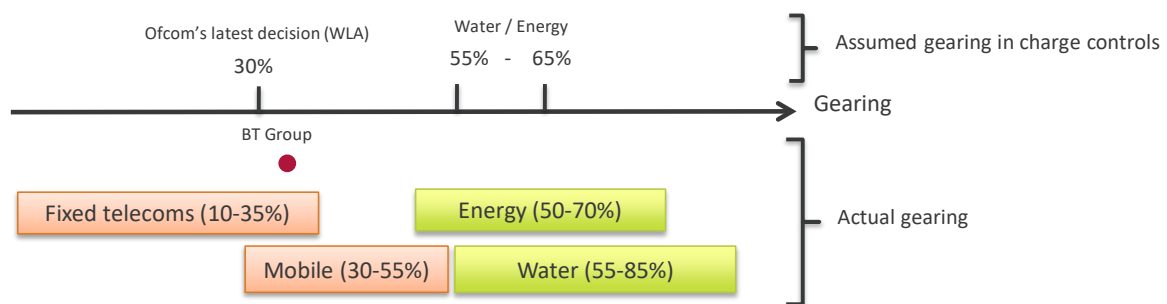 Ofcom's latest decision (WLA)
30%
Water / Energy
55% - 65%
Assumed gearing in charge controls
Gearing
BT Group
Fixed telecoms (10-35%)
Energy (50-70%)
Actual gearing
Mobile (30-55%)
Water (55-85%)